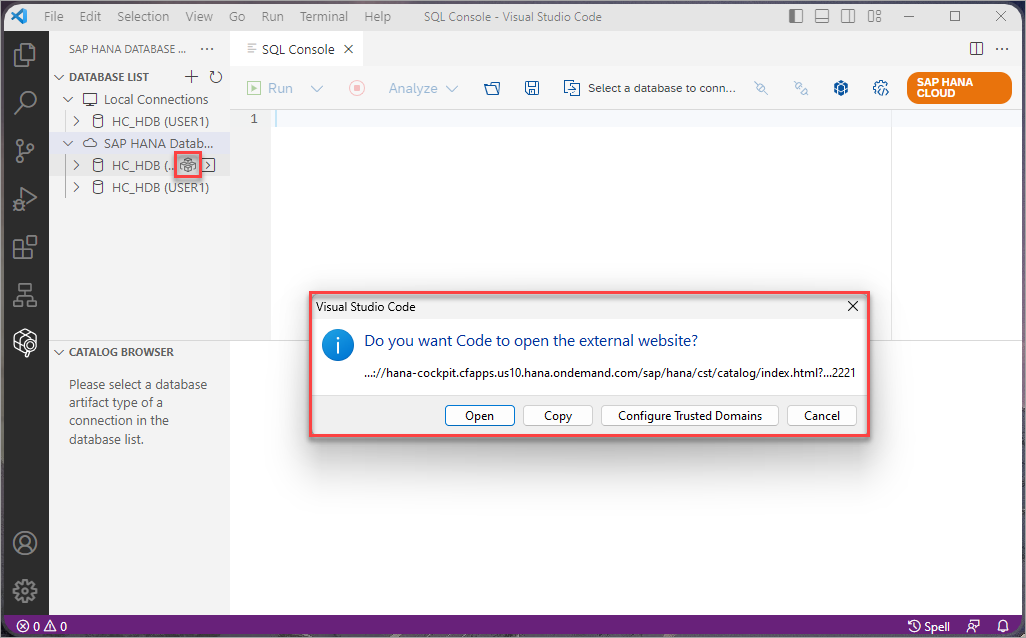 File Edit Selection View Go Run Terminal Help SQL Console - Visual Studio Code
SAP HANA DATABASE ... ···
SQL Console
DATABASE LIST
Local Connections
HC_HDB (USER1)
SAP HANA Datab...
HC_HDB (...
HC_HDB (USER1)
Run Analyze Select a database to conn...
SAP HANA
CLOUD
1
Visual Studio Code
Do you want Code to open the external website?
...://hana-cockpit.cfapps.us10.hana.ondemand.com/sap/hana/cst/catalog/index.html?...2221
Open Copy Configure Trusted Domains Cancel
CATALOG BROWSER
Please select a database
artifact type of a
connection in the
database list.
0 0
Spell